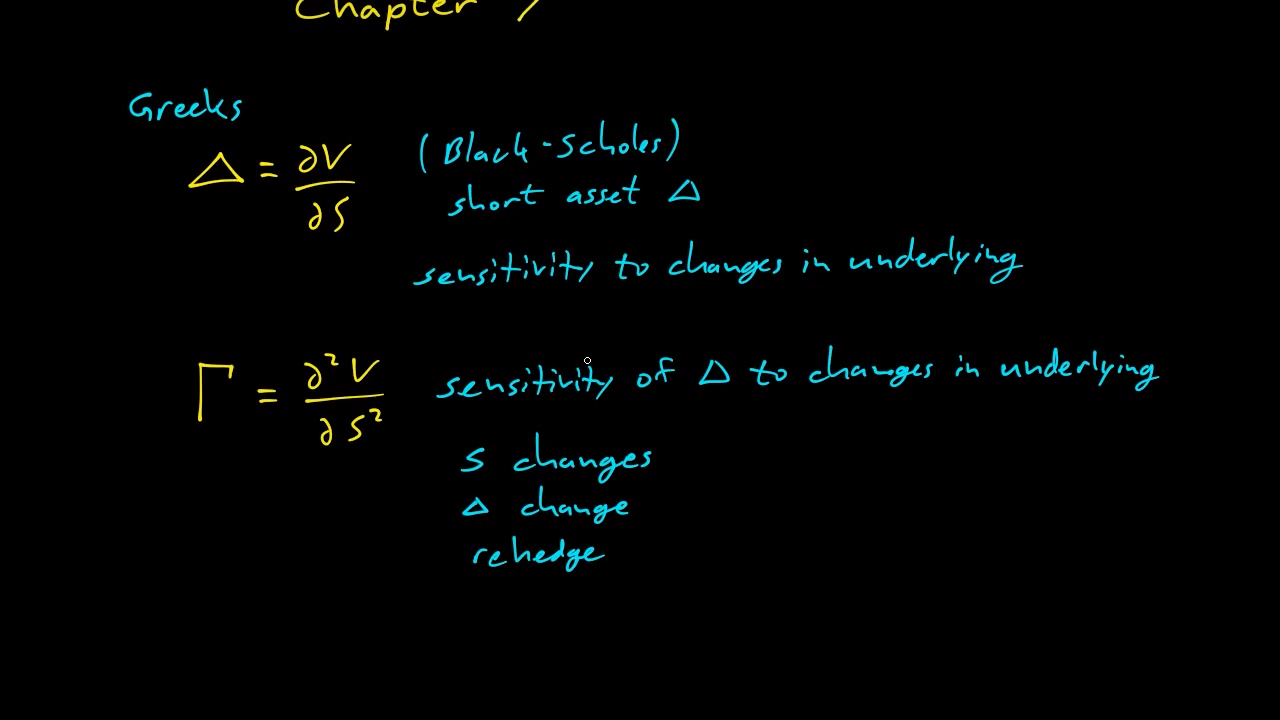 Chapter 7
Greeks
Δ = ∂V/∂S (Black-Scholes)
short asset Δ
sensitivity to changes in underlying
Γ = ∂²V/∂S² sensitivity of Δ to changes in underlying
S changes
Δ change
rehedge